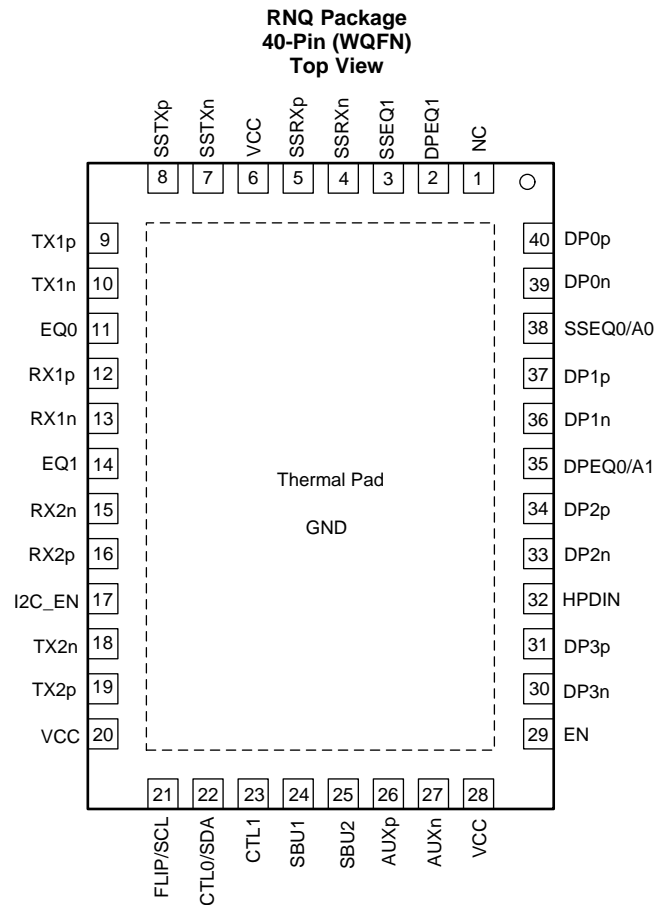 RNQ Package
40-Pin (WQFN)
Top View
SSTXp
SSTXn
VCC
SSRXp
SSRXn
SSEQ1
DPEQ1
NC
8 7 6 5 4 3 2 1
TX1p 9
TX1n 10
EQ0 11
RX1p 12
RX1n 13
EQ1 14
RX2n 15
RX2p 16
I2C_EN 17
TX2n 18
TX2p 19
VCC 20
Thermal Pad
GND
40 DP0p
39 DP0n
38 SSEQ0/A0
37 DP1p
36 DP1n
35 DPEQ0/A1
34 DP2p
33 DP2n
32 HPDIN
31 DP3p
30 DP3n
29 EN
21 22 23 24 25 26 27 28
FLIP/SCL
CTL0/SDA
CTL1
SBU1
SBU2
AUXp
AUXn
VCC